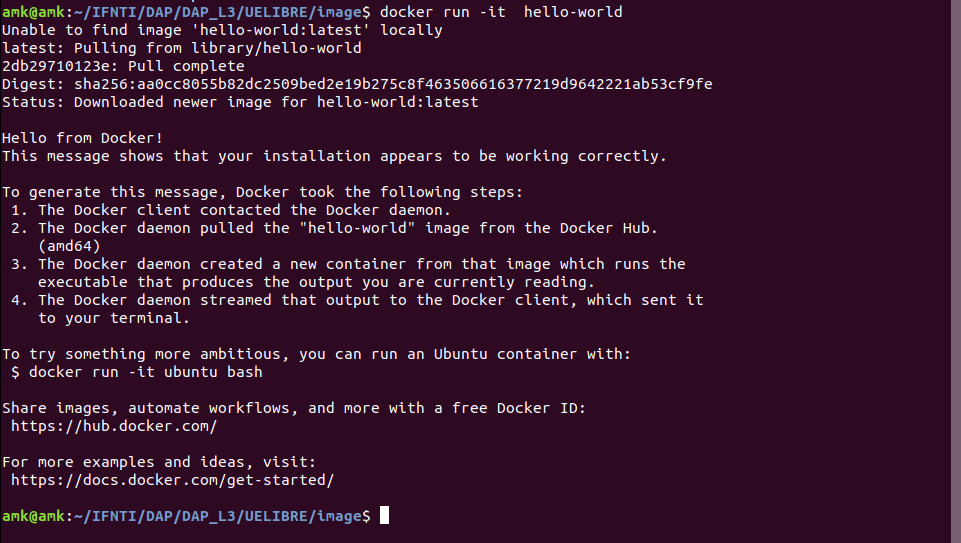 amk@amk:~/IFNTI/DAP/DAP_L3/UELIBRE/image$ docker run -it  hello-world
Unable to find image 'hello-world:latest' locally
latest: Pulling from library/hello-world
2db29710123e: Pull complete
Digest: sha256:aa0cc8055b82dc2509bed2e19b275c8f463506616377219d9642221ab53cf9fe
Status: Downloaded newer image for hello-world:latest

Hello from Docker!
This message shows that your installation appears to be working correctly.

To generate this message, Docker took the following steps:
 1. The Docker client contacted the Docker daemon.
 2. The Docker daemon pulled the "hello-world" image from the Docker Hub.
    (amd64)
 3. The Docker daemon created a new container from that image which runs the
    executable that produces the output you are currently reading.
 4. The Docker daemon streamed that output to the Docker client, which sent it
    to your terminal.

To try something more ambitious, you can run an Ubuntu container with:
 $ docker run -it ubuntu bash

Share images, automate workflows, and more with a free Docker ID:
 https://hub.docker.com/

For more examples and ideas, visit:
 https://docs.docker.com/get-started/

amk@amk:~/IFNTI/DAP/DAP_L3/UELIBRE/image$